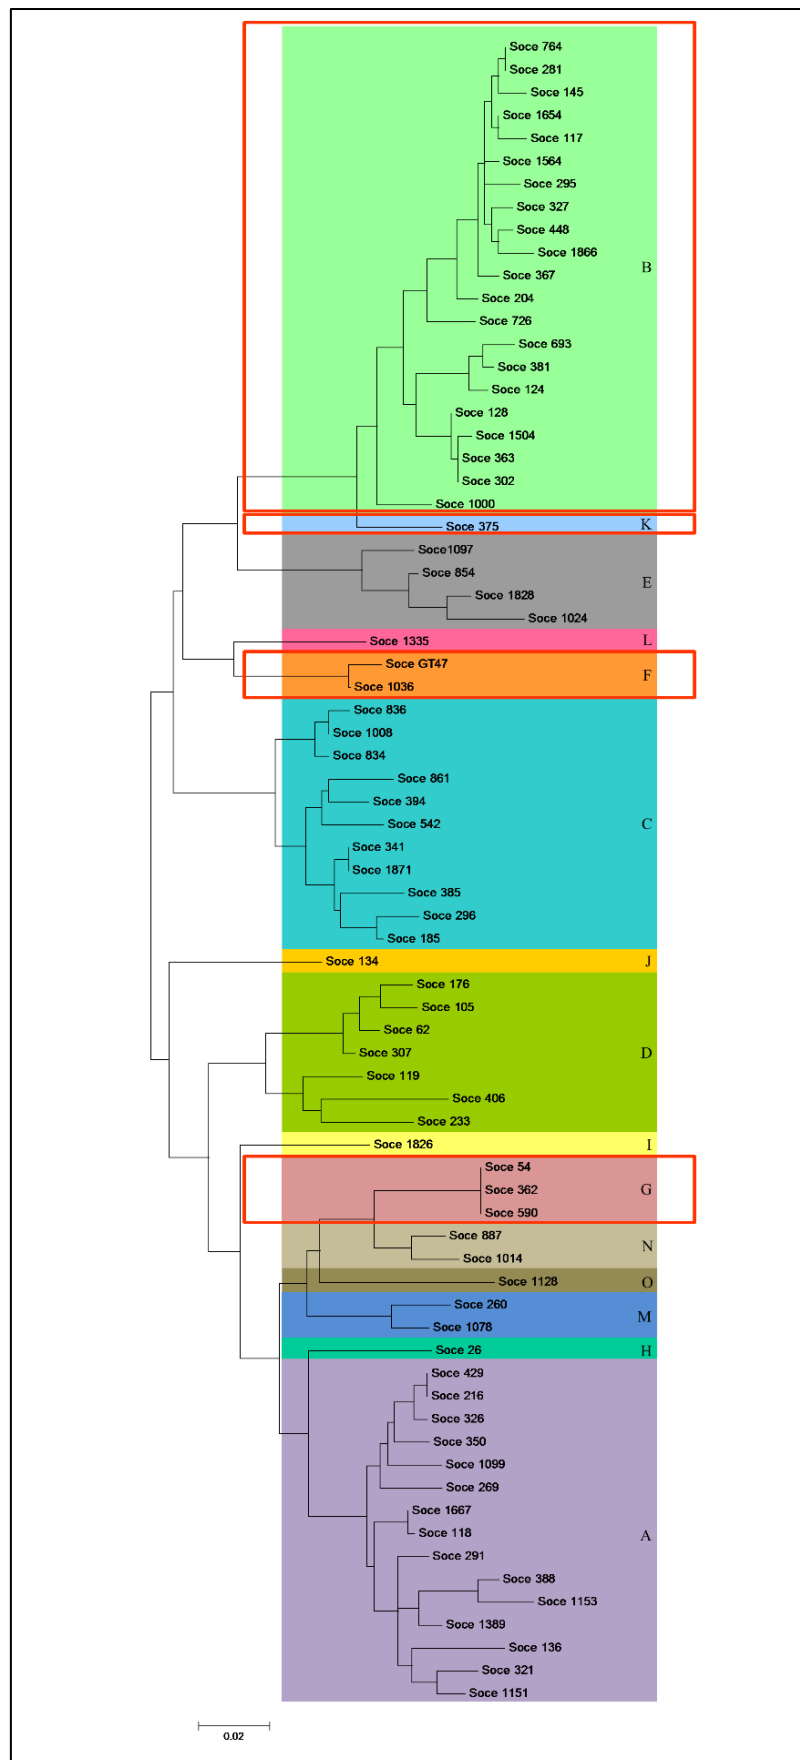 Soce 764
Soce 281
Soce 145
Soce 1654
Soce 117
Soce 1564
Soce 295
Soce 327
Soce 448
Soce 1866
B
Soce 367
Soce 204
Soce 726
Soce 693
Soce 381
Soce 124
Soce 128
Soce 1504
Soce 363
Soce 302
Soce 1000
Soce 375 K
Soce1097
Soce 854
E
Soce 1828
Soce 1024
Soce 1335 L
Soce GT47
F
Soce 1036
Soce 836
Soce 1008
Soce 834
Soce 861
Soce 394
Soce 542 C
Soce 341
Soce 1871
Soce 385
Soce 296
Soce 185
Soce 134 J
Soce 176
Soce 105
Soce 62
Soce 307 D
Soce 119
Soce 406
Soce 233
Soce 1826 I
Soce 54
Soce 362 G
Soce 590
Soce 887
N
Soce 1014
Soce 1128 O
Soce 260
M
Soce 1078
Soce 26 H
Soce 429
Soce 216
Soce 326
Soce 350
Soce 1099
Soce 269
Soce 1667
Soce 118 A
Soce 291
Soce 388
Soce 1153
Soce 1389
Soce 136
Soce 321
Soce 1151
0.02